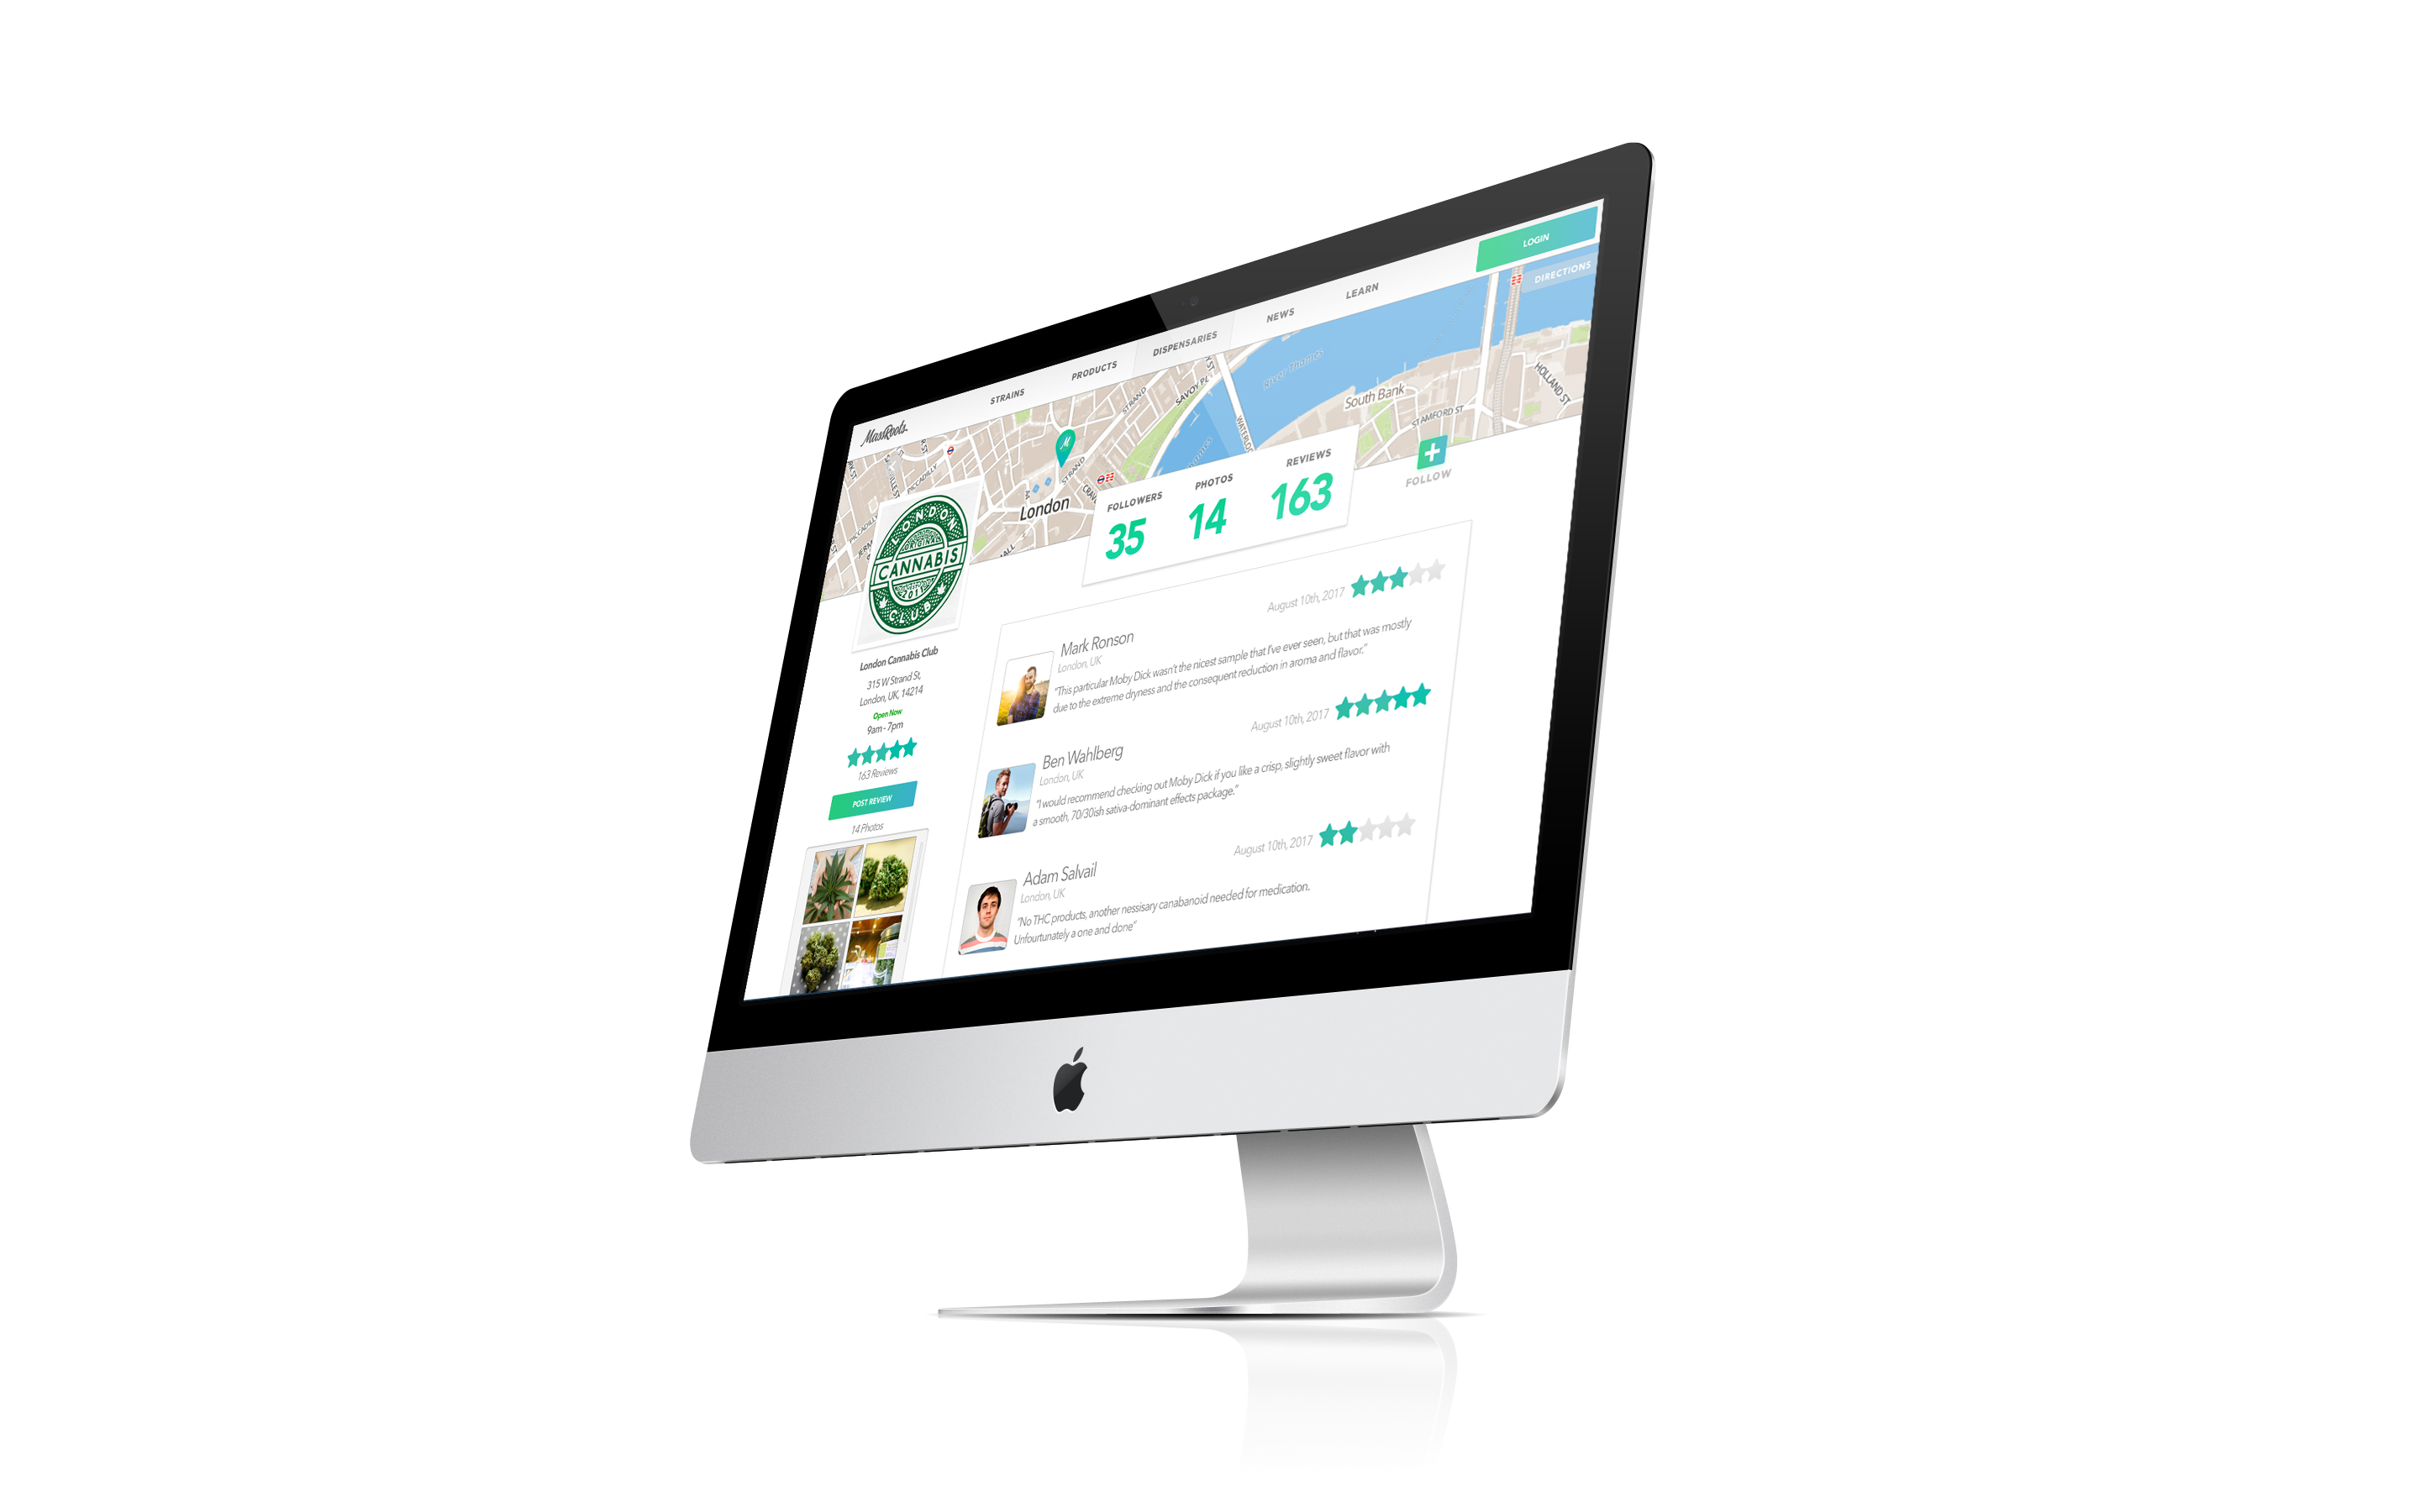 LOGIN
MassRoots
STRAINS
PRODUCTS
DISPENSARIES
NEWS
LEARN
DIRECTIONS
PICCADILLY
PICCADILLY
STRAND
STRAND
SAVOY PL
River Thames
South Bank
STAMFORD ST
HOLLAND ST
London
FOLLOWERS
35
PHOTOS
14
REVIEWS
163
FOLLOW
LONDON
ORIGINAL
CANNABIS
2011
CLUB
London Cannabis Club
315 W Strand St,
London, UK, 14214
Open Now
9am - 7pm
163 Reviews
POST REVIEW
14 Photos
August 10th, 2017
Mark Ronson
London, UK
"This particular Moby Dick wasn't the nicest sample that I've ever seen, but that was mostly
due to the extreme dryness and the consequent reduction in aroma and flavor."
August 10th, 2017
Ben Wahlberg
London, UK
"I would recommend checking out Moby Dick if you like a crisp, slightly sweet flavor with
a smooth, 70/30ish sativa-dominant effects package."
August 10th, 2017
Adam Salvail
London, UK
"No THC products, another nessisary canabanoid needed for medication.
Unfourtunately a one and done"